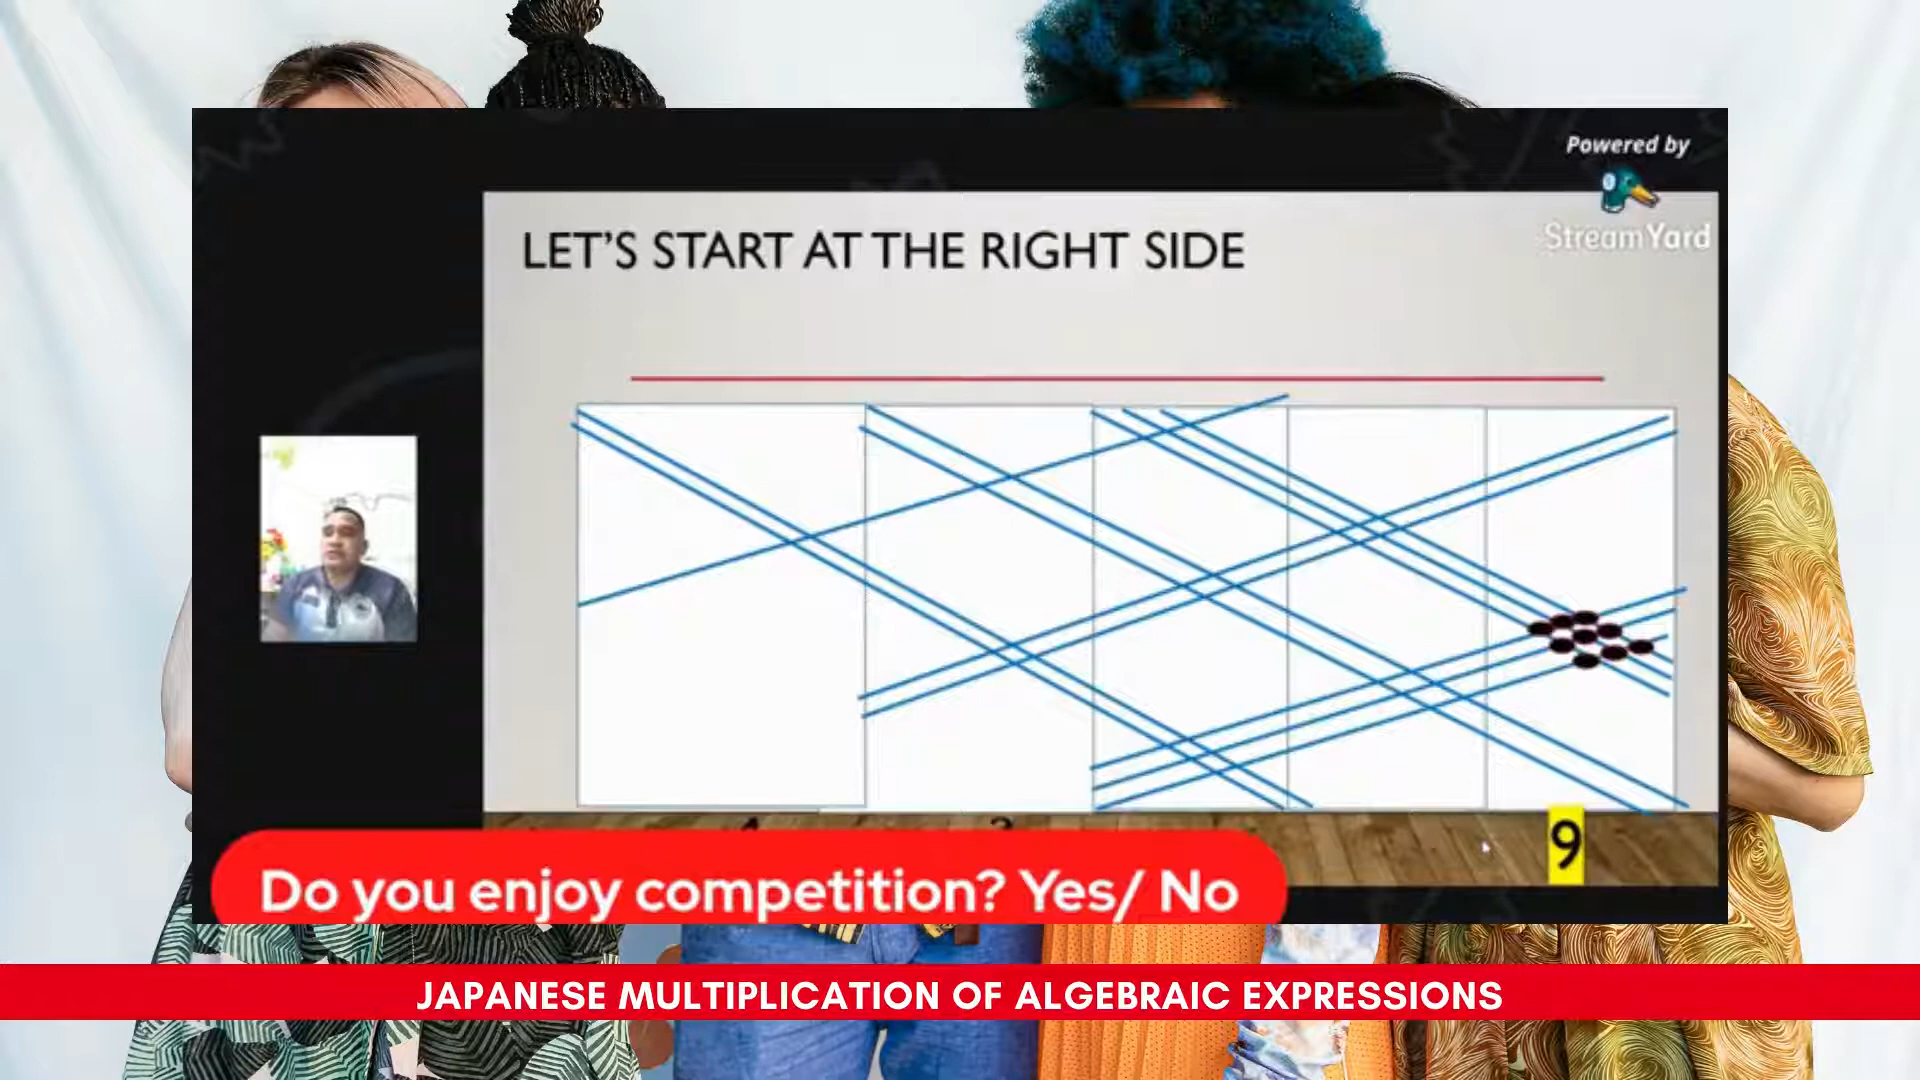 Powered by
StreamYard
LET'S START AT THE RIGHT SIDE
9
Do you enjoy competition? Yes/ No
JAPANESE MULTIPLICATION OF ALGEBRAIC EXPRESSIONS